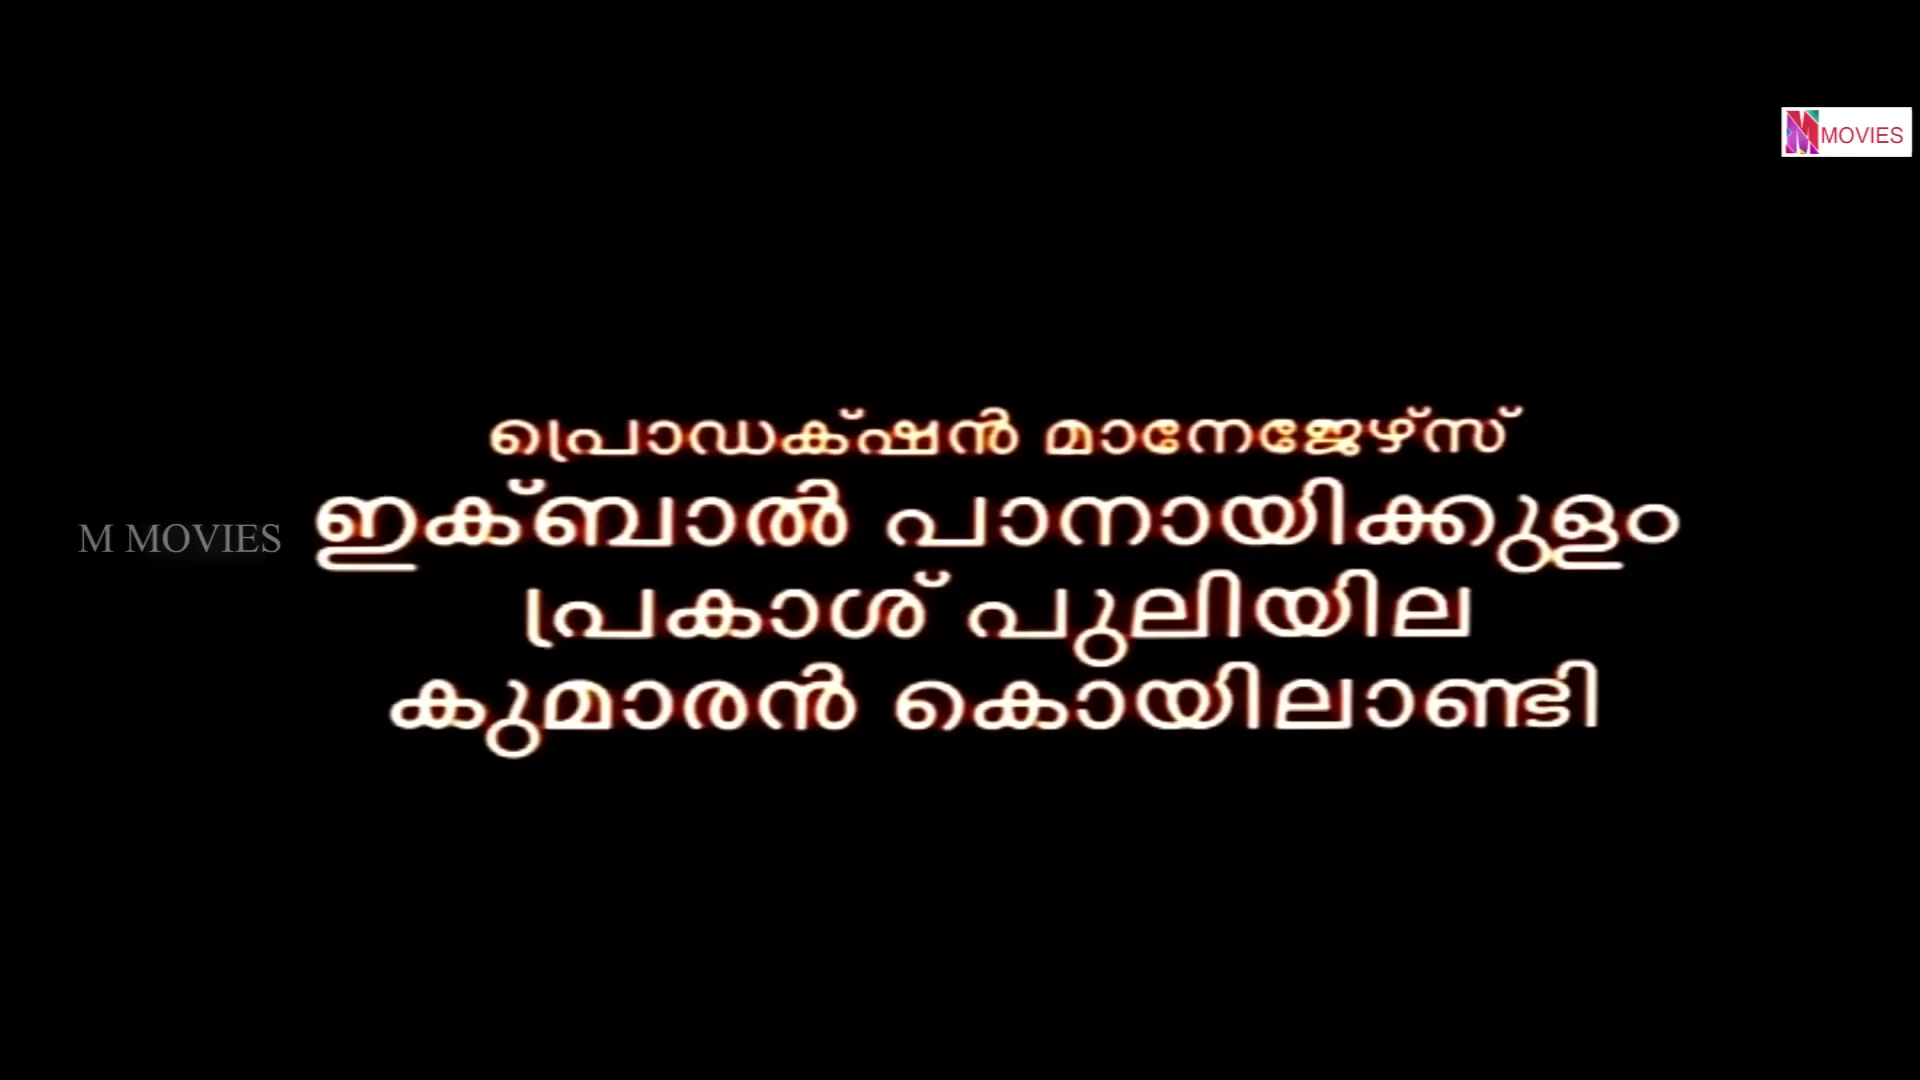 MOVIES
പ്രൊഡക്ഷൻ മാനേജേഴ്സ്
ഇക്ബാൽ പാനായിക്കുളം
M MOVIES
പ്രകാശ് പുലിയില
കുമാരൻ കൊയിലാണ്ടി